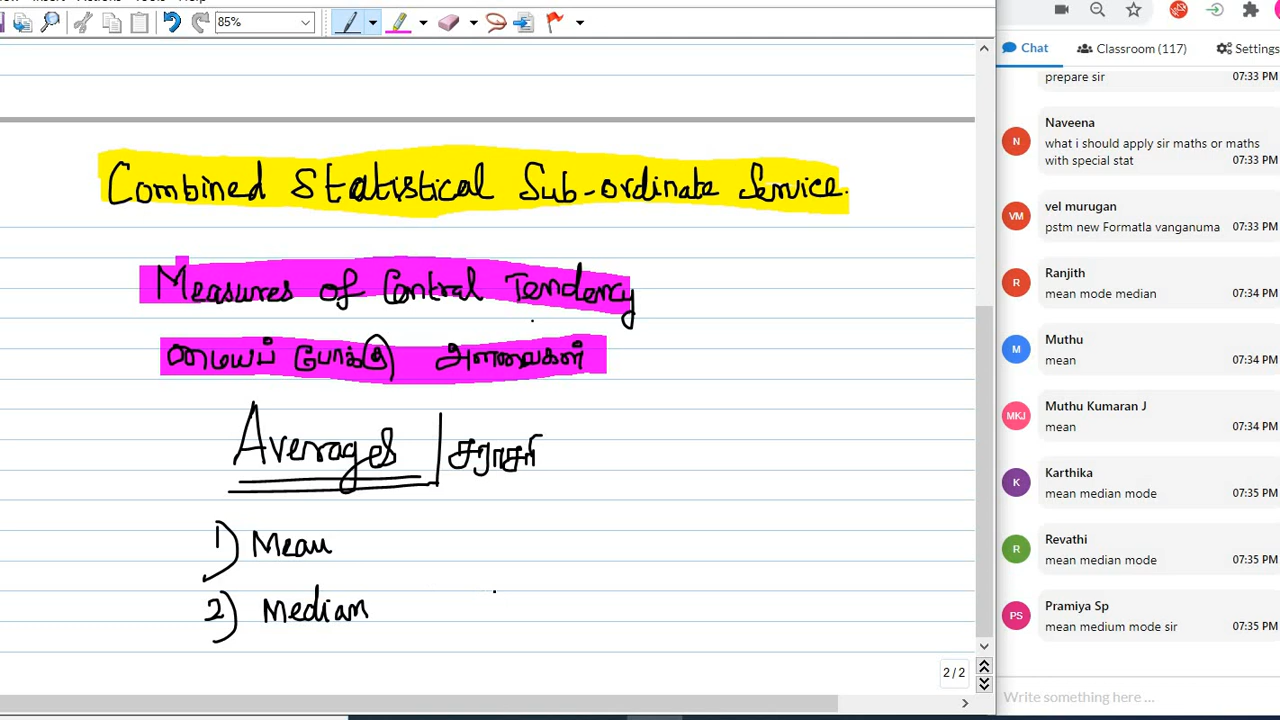 85%
Combined Statistical Sub-ordinate Service.
Measures of Central Tendency
மையப் போக்கு அளவைகள்
Averages | சராசரி
1) Mean
2) Median
2 / 2
Chat
Classroom (117)
Settings
prepare sir
07:33 PM
N
Naveena
what i should apply sir maths or maths
with special stat
07:33 PM
VM
vel murugan
pstm new Formatla vanganuma
07:33 PM
R
Ranjith
mean mode median
07:34 PM
M
Muthu
mean
07:34 PM
MKJ
Muthu Kumaran J
mean
07:34 PM
K
Karthika
mean median mode
07:35 PM
R
Revathi
mean median mode
07:35 PM
PS
Pramiya Sp
mean medium mode sir
07:35 PM
Write something here ...